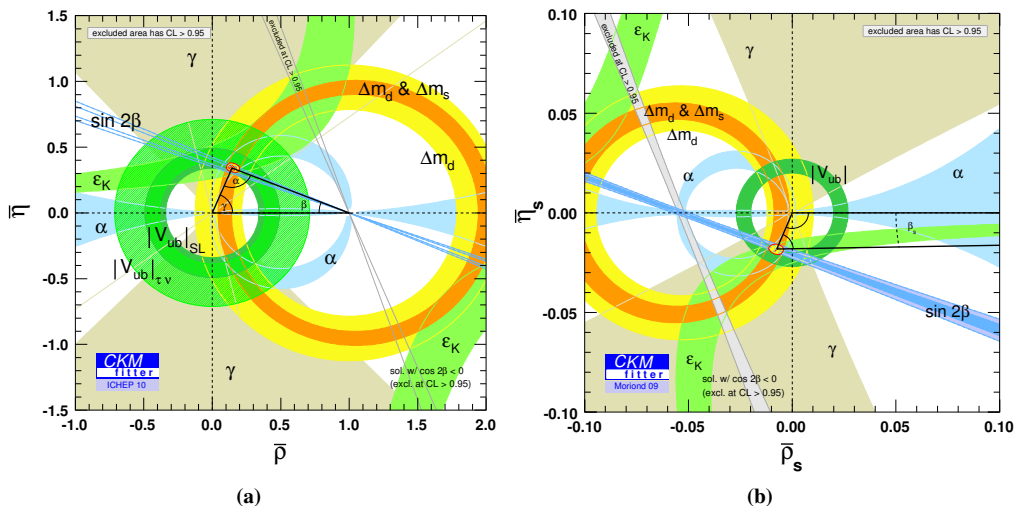 excluded area has CL > 0.95
excluded at CL > 0.95
γ
Δm_d & Δm_s
Δm_d
sin 2β
ε_K
α
α
β
γ
α
α
|V_ub|_SL
|V_ub|_τν
ε_K
γ
CKM
fitter
ICHEP 10
sol. w/ cos 2β < 0
(excl. at CL > 0.95)
1.5
1.0
0.5
0.0
-0.5
-1.0
-1.5
η̄
-1.0
-0.5
0.0
0.5
1.0
1.5
2.0
ρ̄
(a)
excluded area has CL > 0.95
excluded at CL > 0.95
ε_K
γ
Δm_d & Δm_s
Δm_d
|V_ub|
α
α
β_s
sin 2β
ε_K
γ
CKM
fitter
Moriond 09
sol. w/ cos 2β < 0
(excl. at CL > 0.95)
0.10
0.05
0.00
-0.05
-0.10
η̄_s
-0.10
-0.05
0.00
0.05
0.10
ρ̄_s
(b)